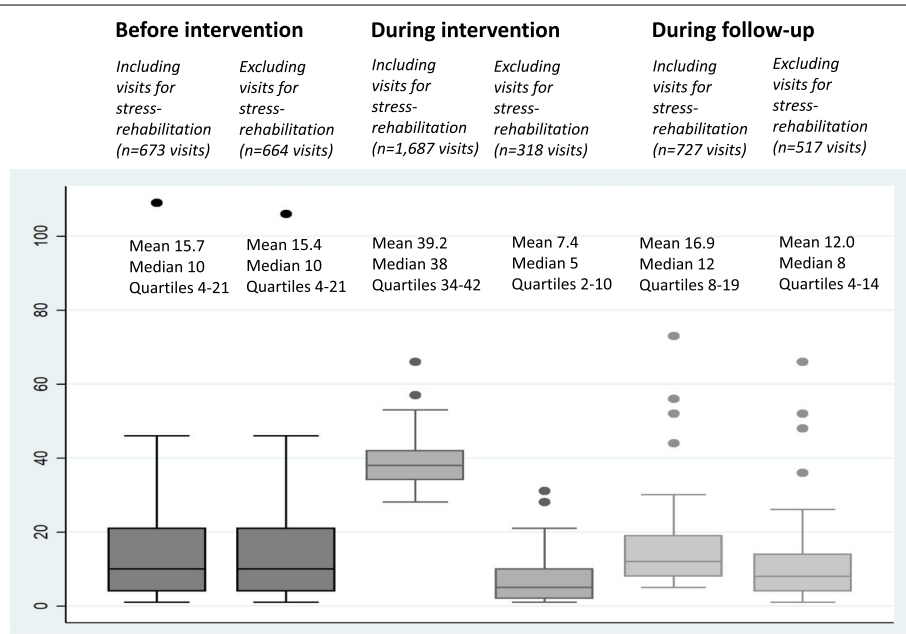 Before intervention
During intervention
During follow-up
Including
visits for
stress-
rehabilitation
(n=673 visits)
Excluding
visits for
stress-
rehabilitation
(n=664 visits)
Including
visits for
stress-
rehabilitation
(n=1,687 visits)
Excluding
visits for
stress-
rehabilitation
(n=318 visits)
Including
visits for
stress-
rehabilitation
(n=727 visits)
Excluding
visits for
stress-
rehabilitation
(n=517 visits)
Mean 15.7
Median 10
Quartiles 4-21
Mean 15.4
Median 10
Quartiles 4-21
Mean 39.2
Median 38
Quartiles 34-42
Mean 7.4
Median 5
Quartiles 2-10
Mean 16.9
Median 12
Quartiles 8-19
Mean 12.0
Median 8
Quartiles 4-14
100
80
60
40
20
0